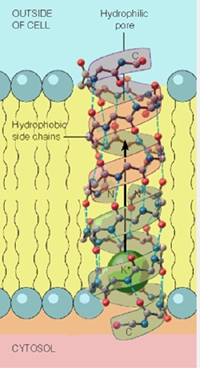 OUTSIDE
OF CELL
Hydrophilic
pore
C
Hydrophobic
side chains
N
N
K+
C
CYTOSOL